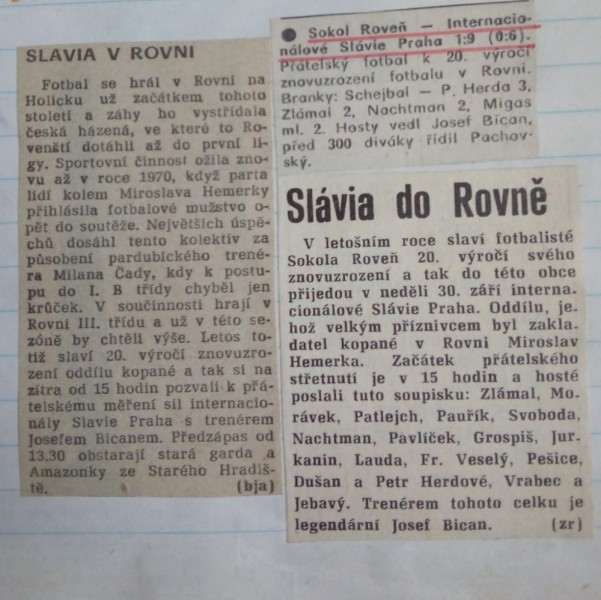 SLAVIA V ROVNI
Fotbal se hrál v Rovni na
Holicku už začátkem tohoto
století a záhy ho vystřídala
česká házená, ve které to Ro-
venští dotáhli až do první li-
gy. Sportovní činnost ožila zno-
vu až v roce 1970, když parta
lidí kolem Miroslava Hemerky
přihlásila fotbalové mužstvo o-
pět do soutěže. Největších úspě-
chů dosáhl tento kolektiv za
působení pardubického trené-
ra Milana Čady, kdy k postu-
pu do I. B třídy chyběl jen
krůček. V součinnosti hrají v
Rovni III. třídu a už v této se-
zóně by chtěli výše. Letos to-
tiž slaví 20. výročí znovuzro-
zení oddílu kopané a tak si na
zítra od 15 hodin pozvali k přá-
telskému měření sil internacio-
nály Slavie Praha s trenérem
Josefem Bicanem. Předzápas od
13.30 obstarají stará garda a
Amazonky ze Starého Hradiš-
tě. (bja)
● Sokol Roveň — Internacio-
nálové Slávie Praha 1:9 (0:6).
Přátelský fotbal k 20. výročí
znovuzrození fotbalu v Rovni.
Branky: Schejbal — P. Herda 3,
Zlámal 2, Nachtman 2, Migas
ml. 2. Hosty vedl Josef Bican,
před 300 diváky řídil Pachov-
ský.
Slávia do Rovně
V letošním roce slaví fotbalisté
Sokola Roveň 20. výročí svého
znovuzrození a tak do této obce
přijedou v neděli 30. září interna-
cionálové Slávie Praha. Oddílu, je-
hož velkým příznivcem byl zakla-
datel kopané v Rovni Miroslav
Hemerka. Začátek přátelského
střetnutí je v 15 hodin a hosté
poslali tuto soupisku: Zlámal, Mo-
rávek, Patlejch, Pauřík, Svoboda,
Nachtman, Pavlíček, Grospiš, Jur-
kanin, Lauda, Fr. Veselý, Pešice,
Dušan a Petr Herdové, Vrabec a
Jebavý. Trenérem tohoto celku je
legendární Josef Bican. (zr)